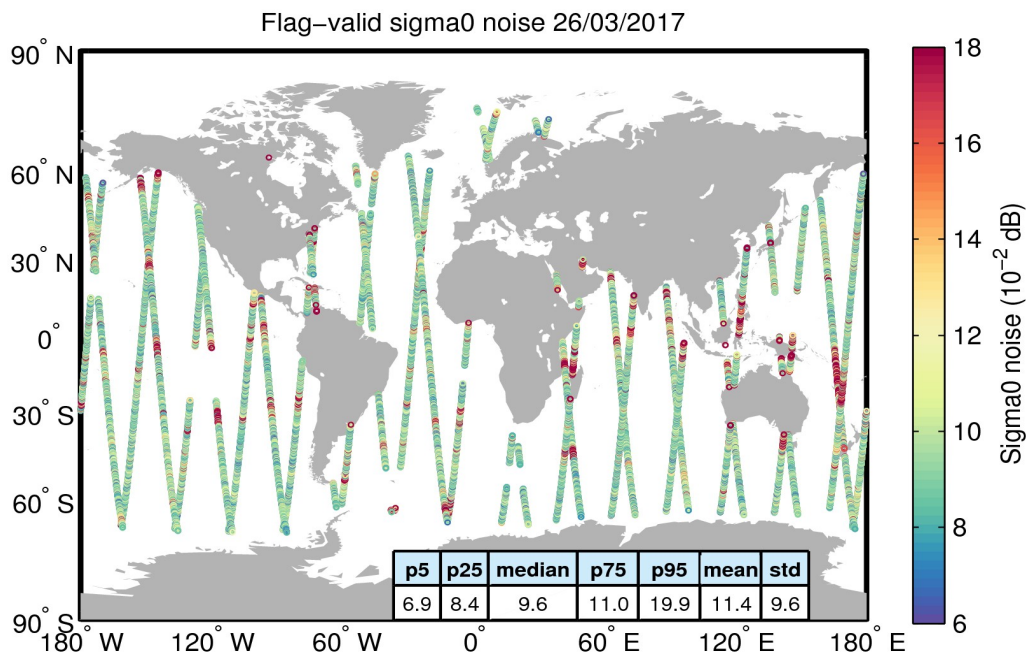 Flag−valid sigma0 noise 26/03/2017
90° N
60° N
30° N
0°
30° S
60° S
90° S
180° W
120° W
60° W
0°
60° E
120° E
180° E
p5 p25 median p75 p95 mean std
6.9 8.4 9.6 11.0 19.9 11.4 9.6
18
16
14
12
10
8
6
Sigma0 noise (10⁻² dB)